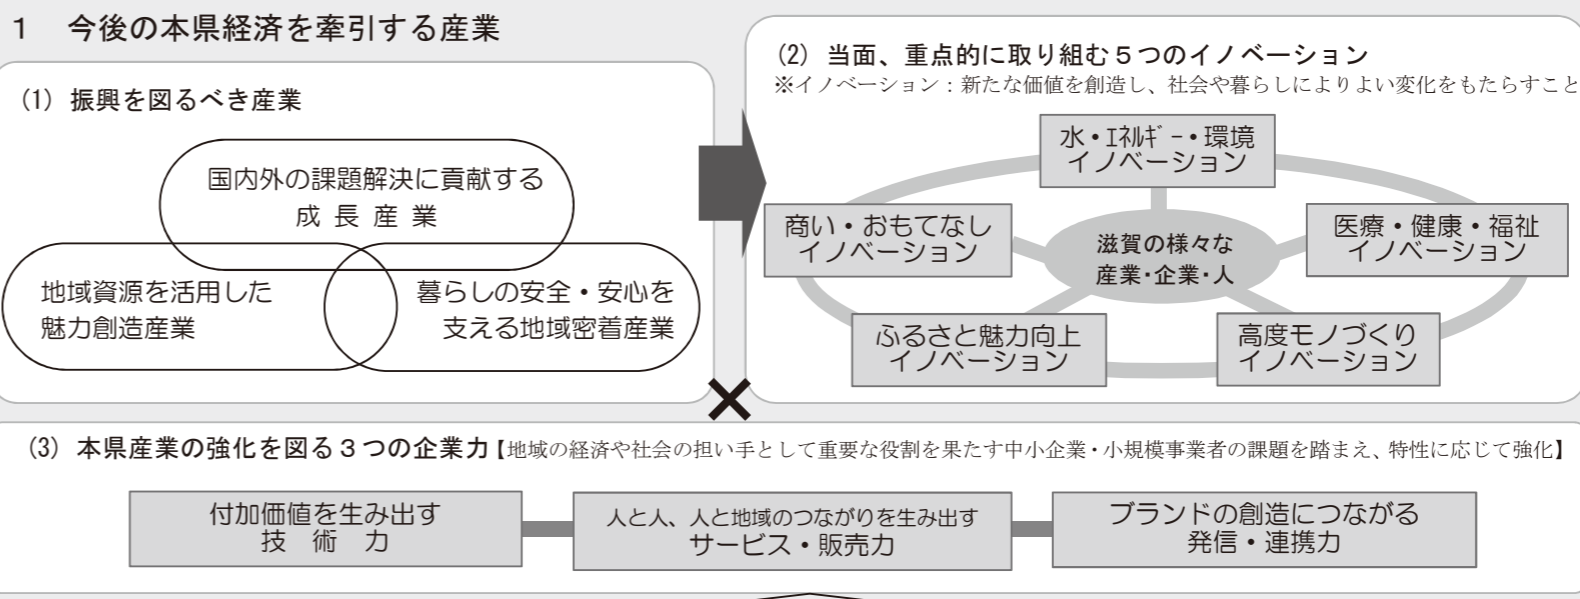 1 今後の本県経済を牽引する産業
(1) 振興を図るべき産業
国内外の課題解決に貢献する
成 長 産 業
地域資源を活用した
魅力創造産業
暮らしの安全・安心を
支える地域密着産業
(2) 当面、重点的に取り組む5つのイノベーション
※イノベーション：新たな価値を創造し、社会や暮らしによりよい変化をもたらすこと
水・ｴﾈﾙｷﾞｰ・環境
イノベーション
商い・おもてなし
イノベーション
滋賀の様々な
産業・企業・人
医療・健康・福祉
イノベーション
ふるさと魅力向上
イノベーション
高度モノづくり
イノベーション
×
(3) 本県産業の強化を図る3つの企業力【地域の経済や社会の担い手として重要な役割を果たす中小企業・小規模事業者の課題を踏まえ、特性に応じて強化】
付加価値を生み出す
技 術 力
人と人、人と地域のつながりを生み出す
サービス・販売力
ブランドの創造につながる
発信・連携力